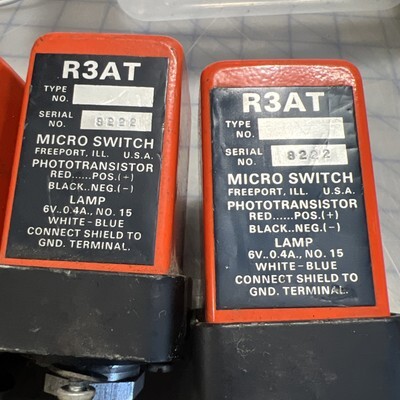 R3AT
TYPE
NO.
SERIAL
NO. 8222
MICRO SWITCH
FREEPORT, ILL. U.S.A.
PHOTOTRANSISTOR
RED......POS.(+)
BLACK..NEG.(-)
LAMP
6V..0.4A., NO. 15
WHITE-BLUE
CONNECT SHIELD TO
GND. TERMINAL.
R3AT
TYPE
NO.
SERIAL
NO. 8222
MICRO SWITCH
FREEPORT, ILL. U.S.A.
PHOTOTRANSISTOR
RED......POS.(+)
BLACK..NEG.(-)
LAMP
6V..0.4A., NO. 15
WHITE-BLUE
CONNECT SHIELD TO
GND. TERMINAL.